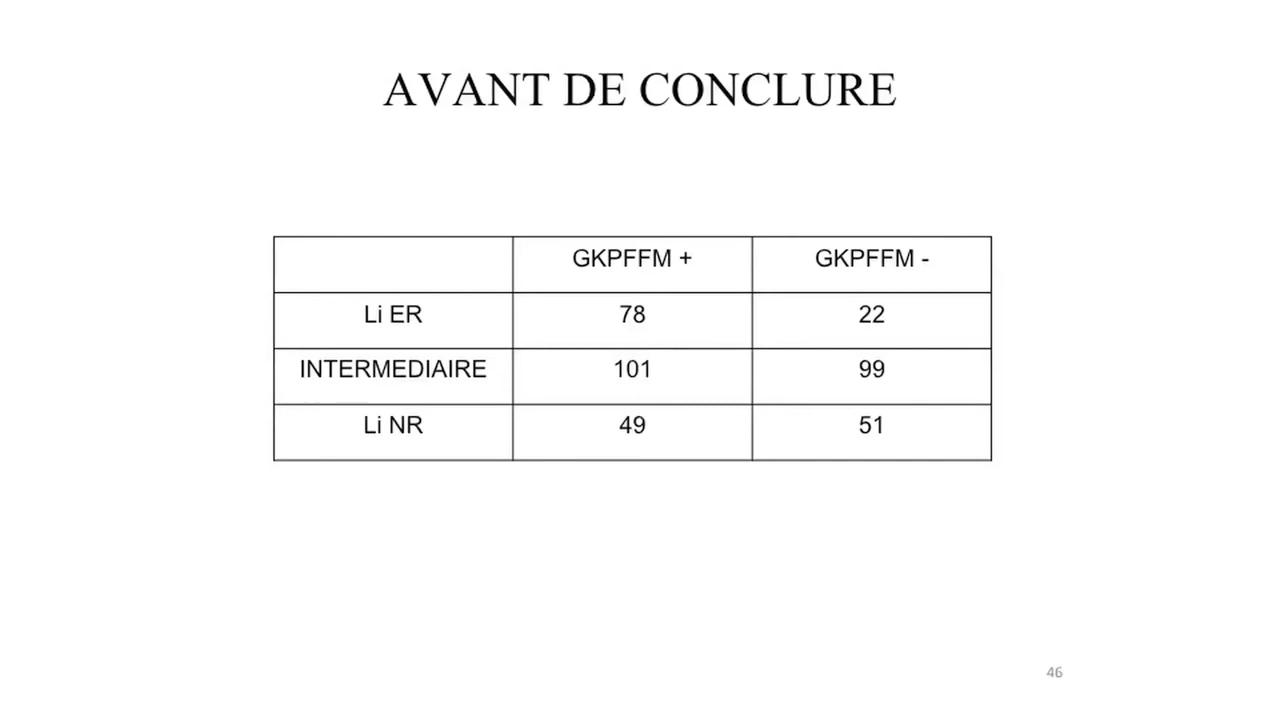 AVANT DE CONCLURE
GKPFFM + GKPFFM -
Li ER 78 22
INTERMEDIAIRE 101 99
Li NR 49 51
46